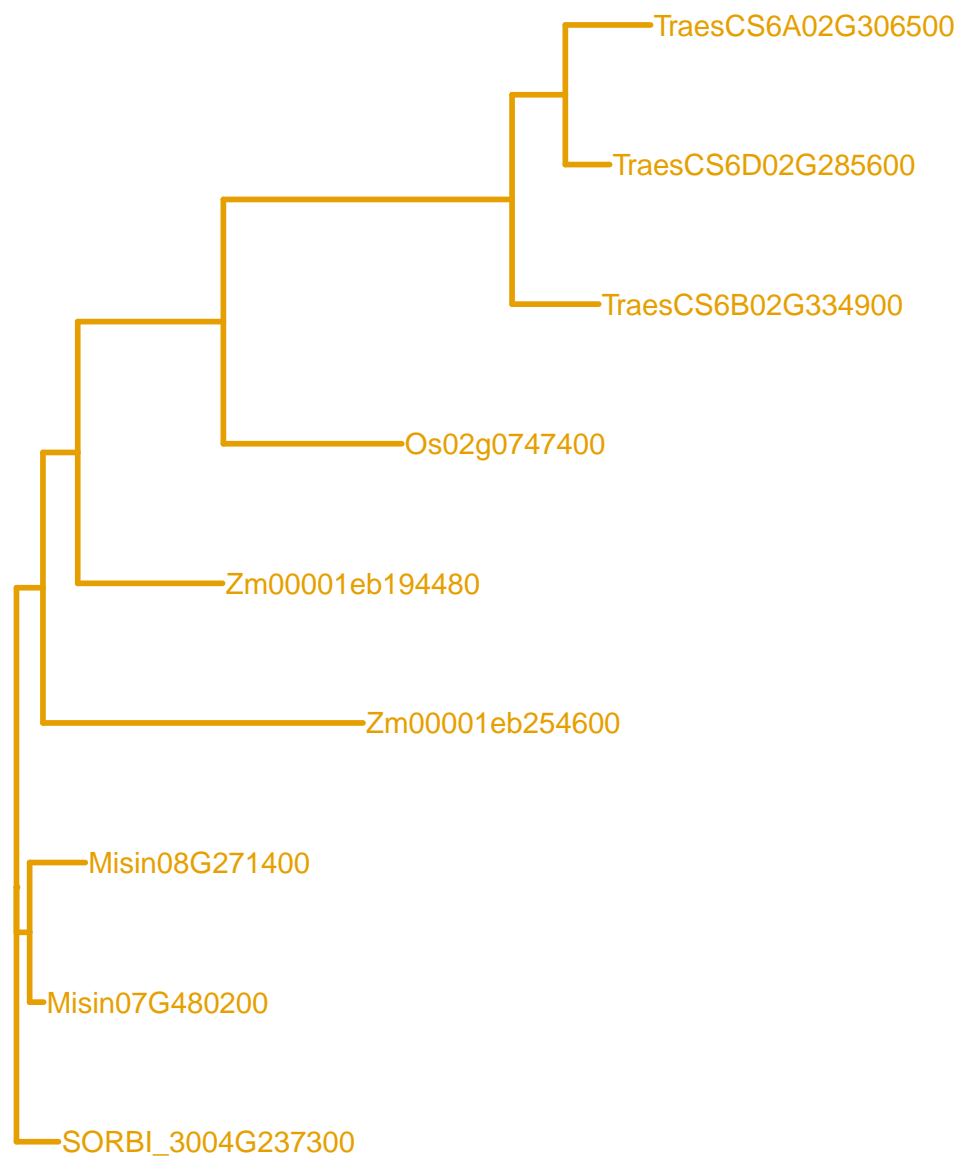 TraesCS6A02G306500
TraesCS6D02G285600
TraesCS6B02G334900
Os02g0747400
Zm00001eb194480
Zm00001eb254600
Misin08G271400
Misin07G480200
SORBI_3004G237300